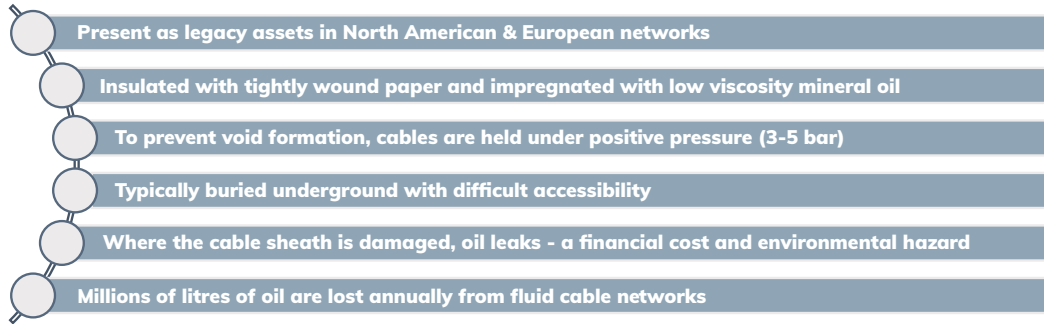 Present as legacy assets in North American & European networks
Insulated with tightly wound paper and impregnated with low viscosity mineral oil
To prevent void formation, cables are held under positive pressure (3-5 bar)
Typically buried underground with difficult accessibility
Where the cable sheath is damaged, oil leaks - a financial cost and environmental hazard
Millions of litres of oil are lost annually from fluid cable networks